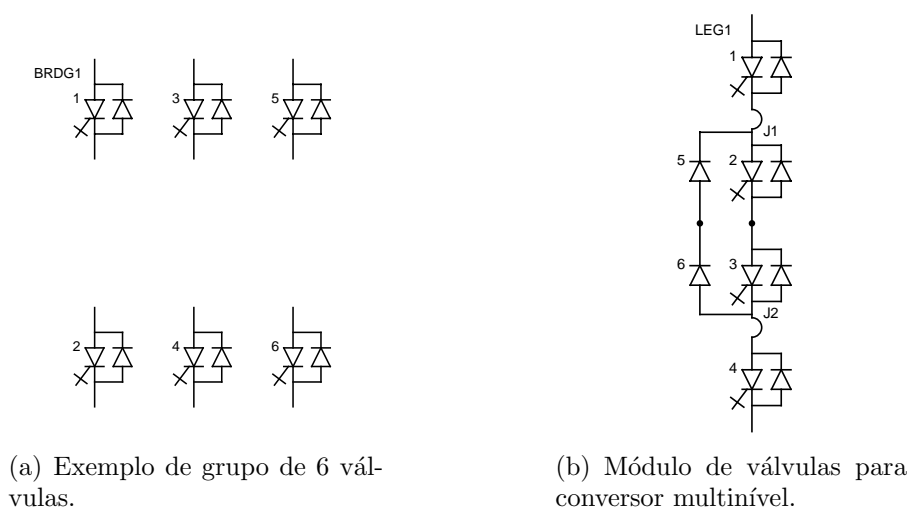 LEG1
1
BRDG1
1
3
5
J1
5
2
6
3
J2
2
4
6
4
(a) Exemplo de grupo de 6 vál-
vulas.
(b) Módulo de válvulas para
conversor multinível.